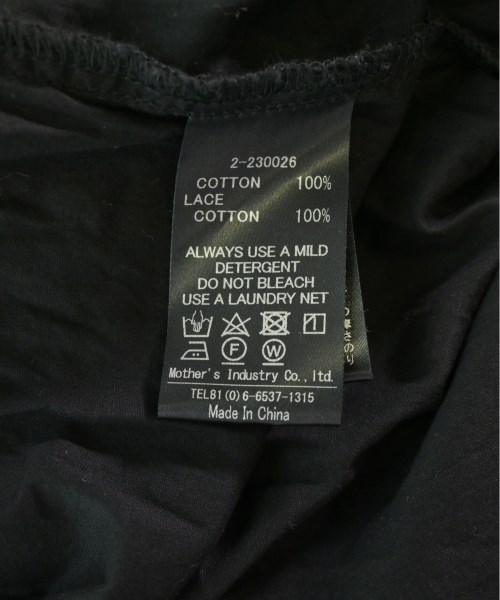 2-230026
COTTON 100%
LACE
COTTON 100%
ALWAYS USE A MILD
DETERGENT
DO NOT BLEACH
USE A LAUNDRY NET
F W
Mother's Industry Co., ltd.
TEL81(0)6-6537-1315
Made In China